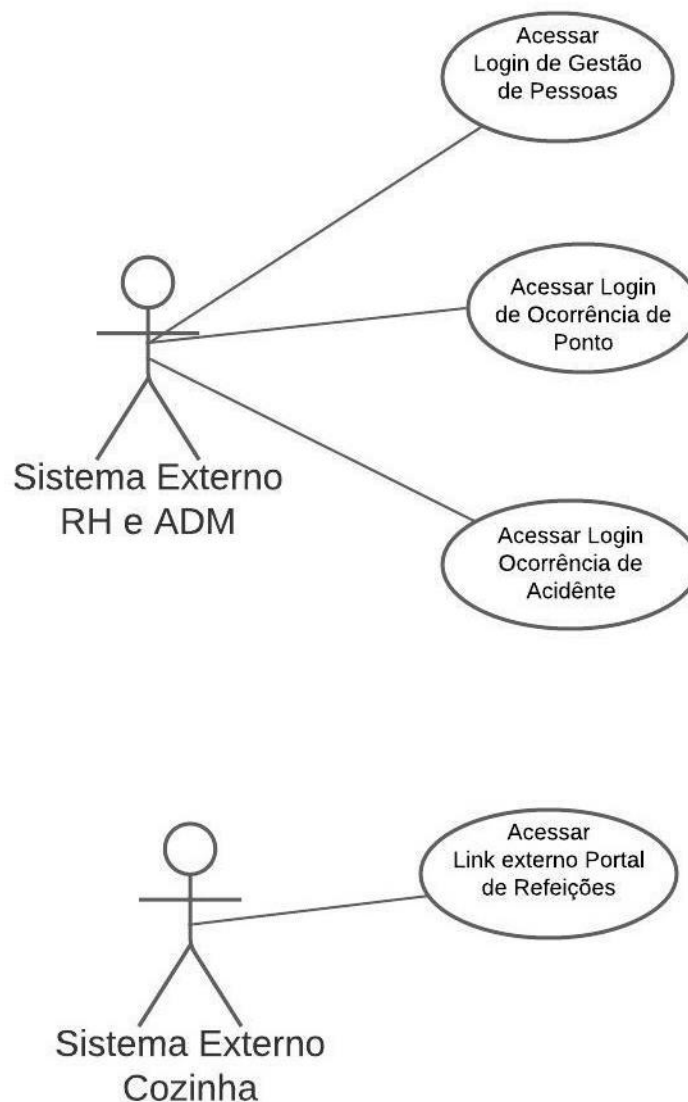 Acessar
Login de Gestão
de Pessoas
Acessar Login
de Ocorrência de
Ponto
Sistema Externo
RH e ADM
Acessar Login
Ocorrência de
Acidênte
Acessar
Link externo Portal
de Refeições
Sistema Externo
Cozinha